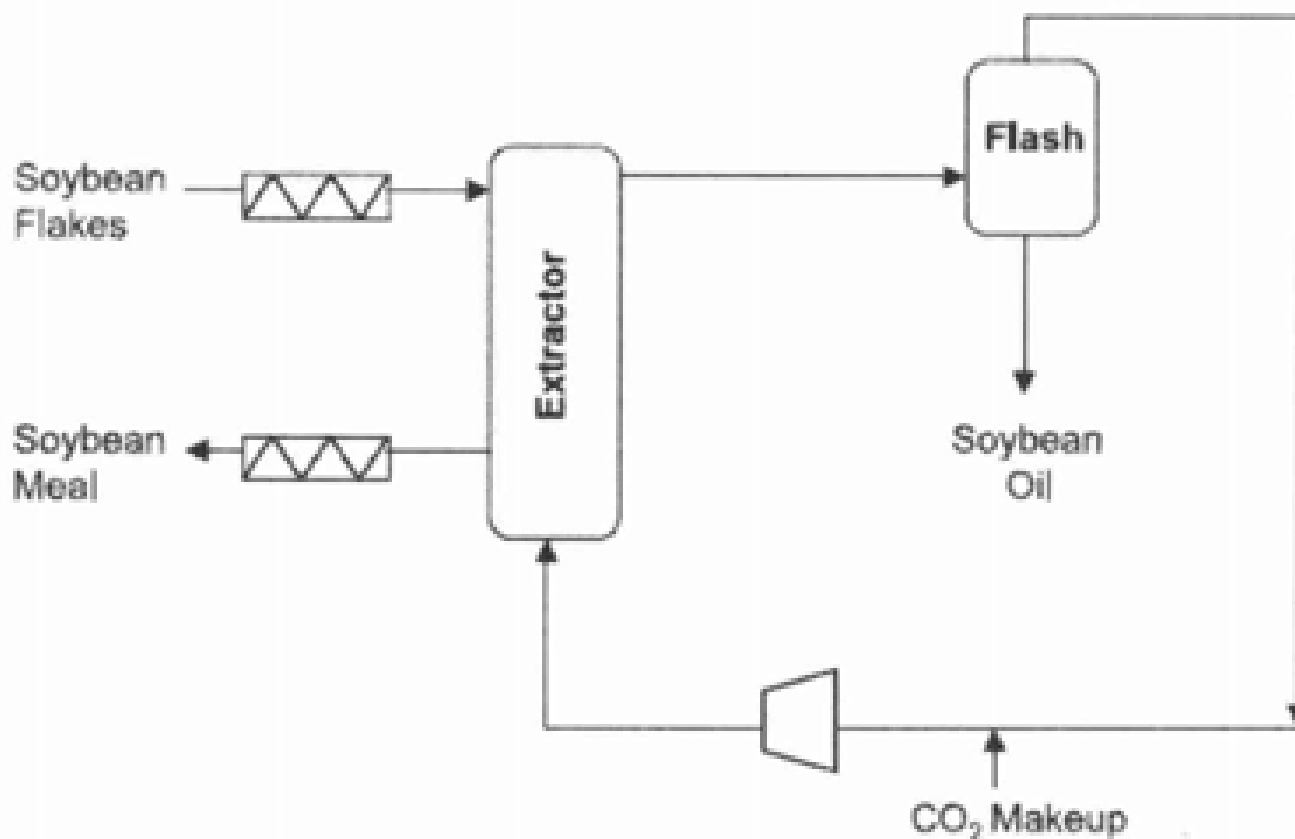 Soybean
Flakes
Extractor
Flash
Soybean
Meal
Soybean
Oil
CO₂ Makeup